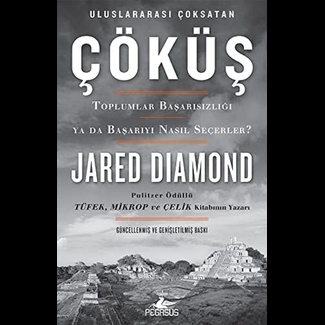 ULUSLARARASI ÇOKSATAN
ÇÖKÜŞ
TOPLUMLAR BAŞARISIZLIĞI
YA DA BAŞARIYI NASIL SEÇERLER?
JARED DIAMOND
Pulitzer Ödüllü
TÜFEK, MİKROP ve ÇELİK Kitabının Yazarı
GÜNCELLENMİŞ VE GENİŞLETİLMİŞ BASKI
PEGASUS